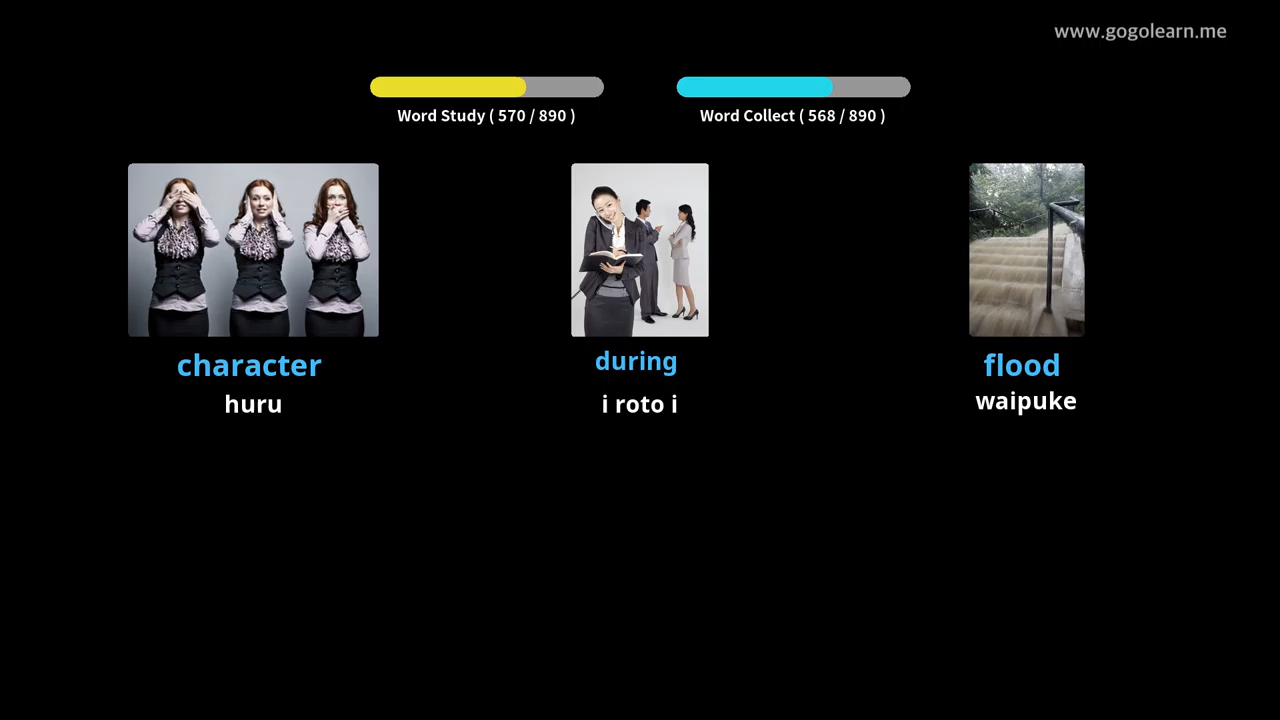 www.gogolearn.me
Word Study ( 570 / 890 )
Word Collect ( 568 / 890 )
character
huru
during
i roto i
flood
waipuke